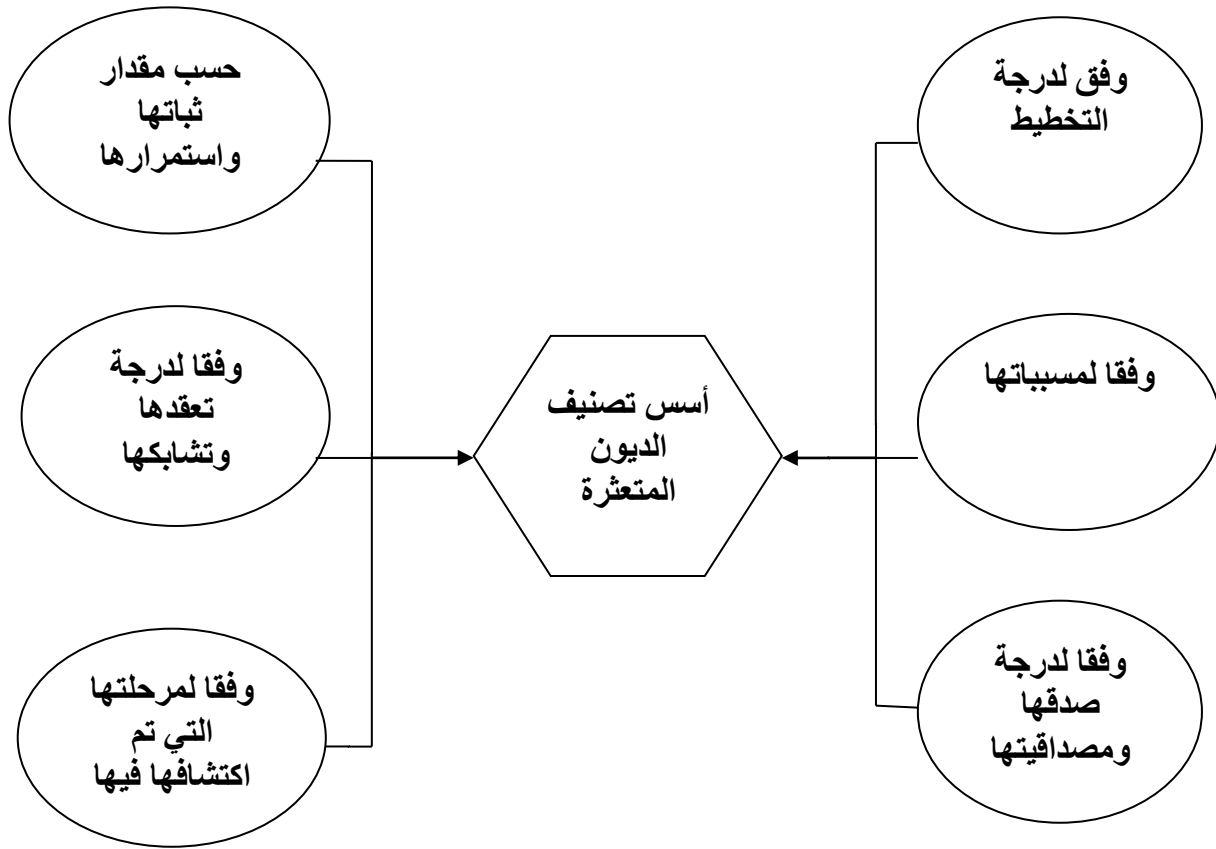 وفق لدرجة
التخطيط
حسب مقدار
ثباتها
واستمرارها
وفقا لمسبباتها
أسس تصنيف
الديون
المتعثرة
وفقا لدرجة
تعقدها
وتشابكها
وفقا لدرجة
صدقها
ومصداقيتها
وفقا لمرحلتها
التي تم
اكتشافها فيها